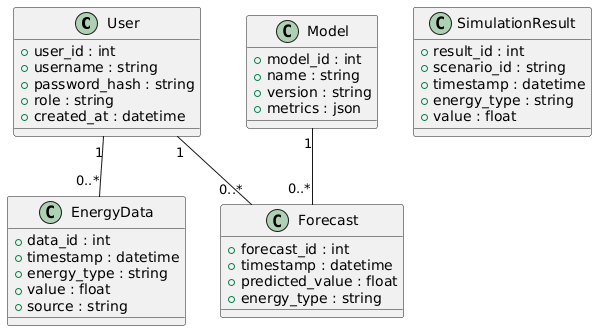 C User
user_id : int
username : string
password_hash : string
role : string
created_at : datetime
C Model
model_id : int
name : string
version : string
metrics : json
C SimulationResult
result_id : int
scenario_id : string
timestamp : datetime
energy_type : string
value : float
1
1
1
0..*
0..*
0..*
C EnergyData
data_id : int
timestamp : datetime
energy_type : string
value : float
source : string
C Forecast
forecast_id : int
timestamp : datetime
predicted_value : float
energy_type : string